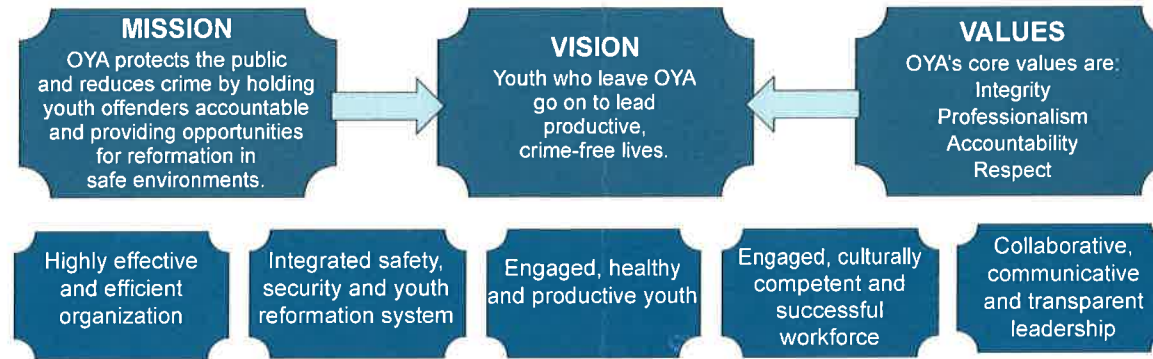 MISSION
OYA protects the public
and reduces crime by holding
youth offenders accountable
and providing opportunities
for reformation in
safe environments.
VISION
Youth who leave OYA
go on to lead
productive,
crime-free lives.
VALUES
OYA's core values are:
Integrity
Professionalism
Accountability
Respect
Highly effective
and efficient
organization
Integrated safety,
security and youth
reformation system
Engaged, healthy
and productive youth
Engaged, culturally
competent and
successful
workforce
Collaborative,
communicative
and transparent
leadership